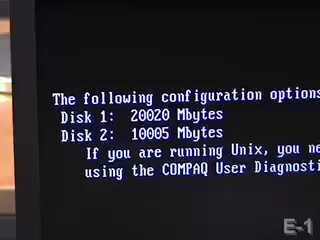 The following configuration options
Disk 1: 20020 Mbytes
Disk 2: 10005 Mbytes
If you are running Unix, you ne
using the COMPAQ User Diagnosti
E-1